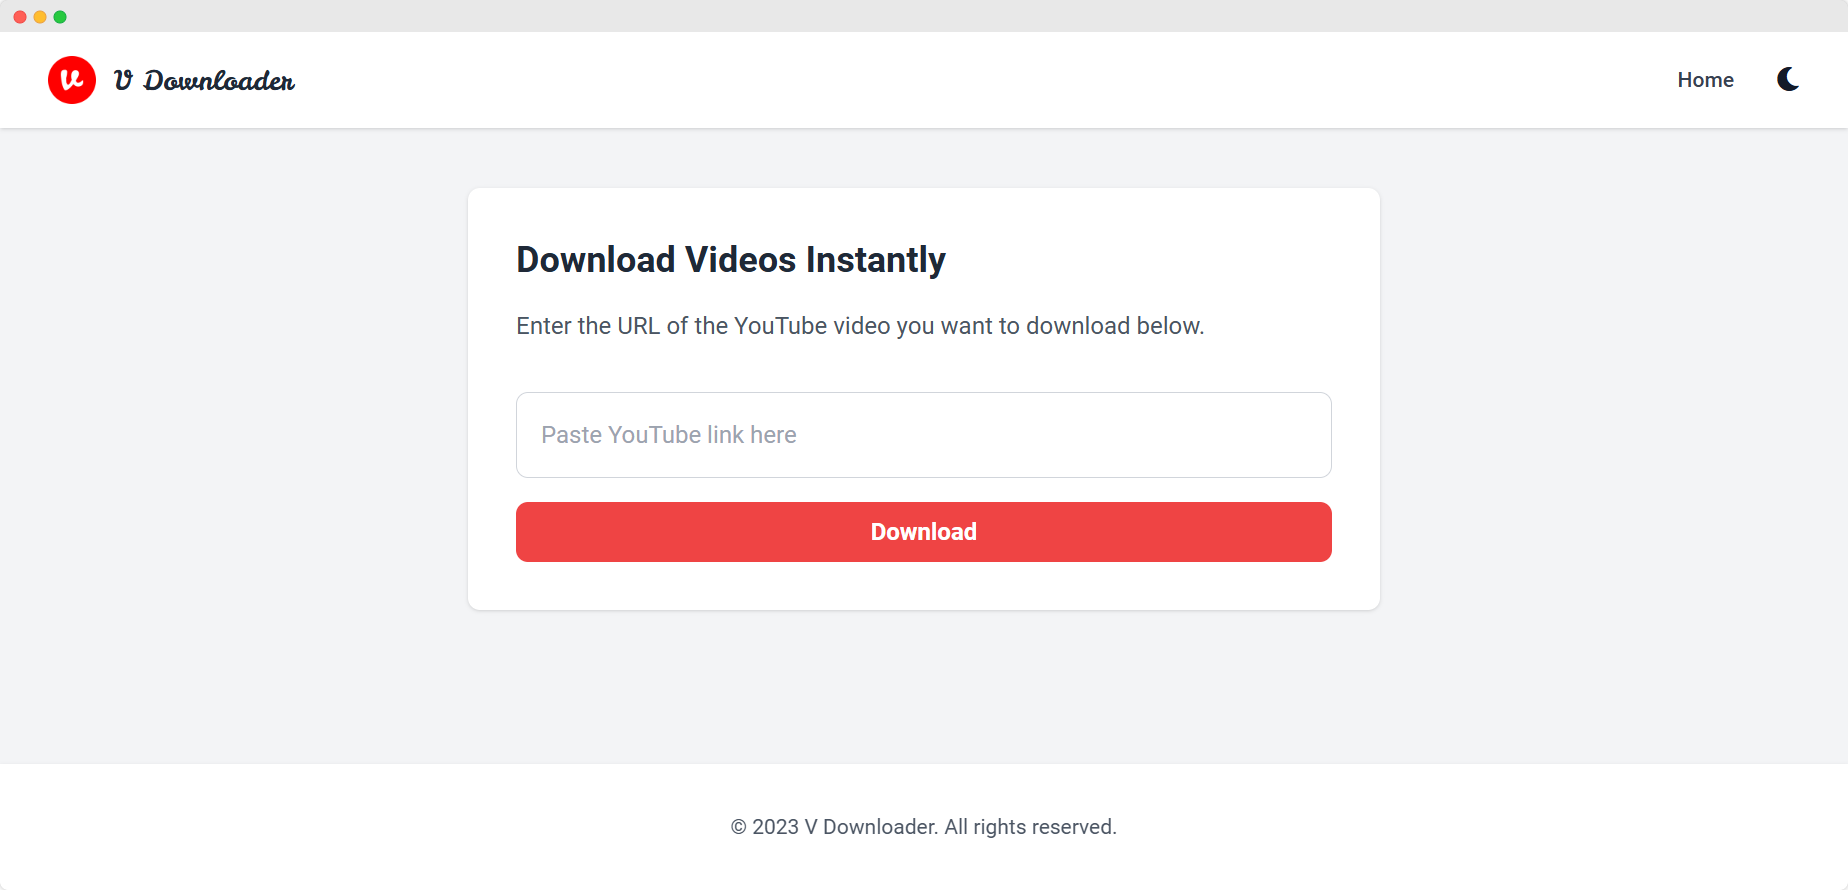 V Downloader
Home
Download Videos Instantly
Enter the URL of the YouTube video you want to download below.
Paste YouTube link here
Download
© 2023 V Downloader. All rights reserved.